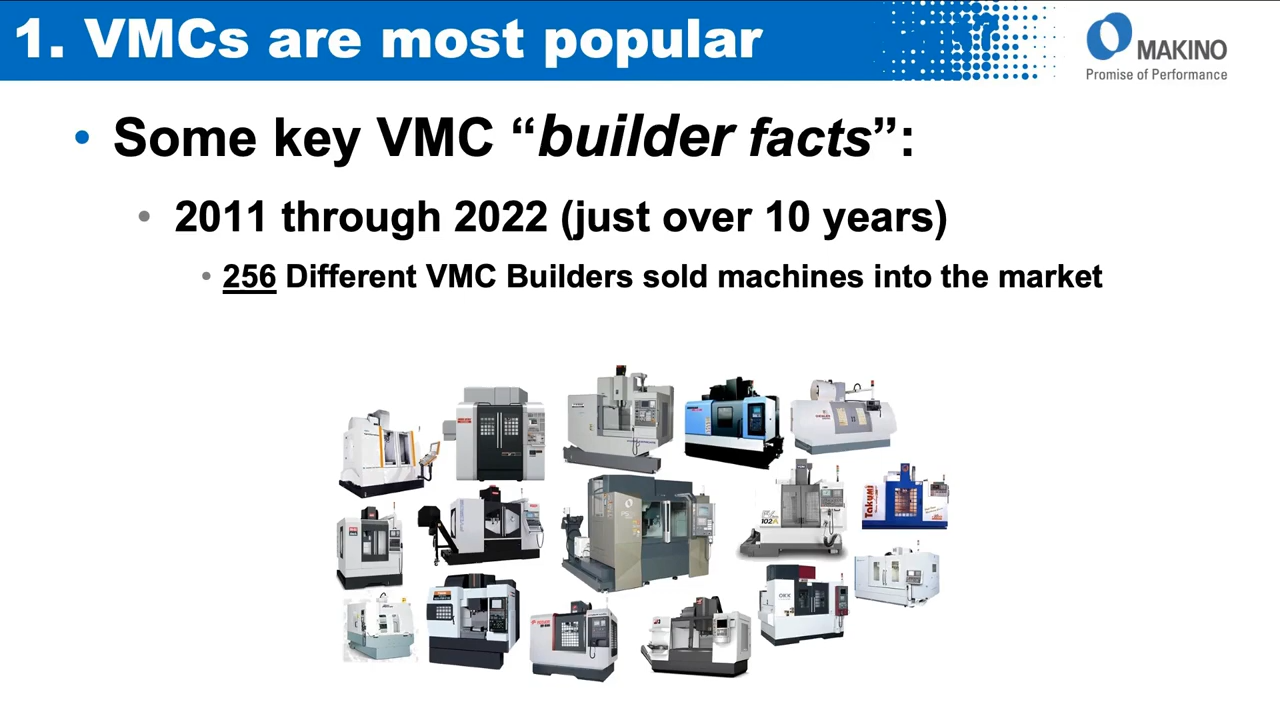 1. VMCs are most popular
MAKINO
Promise of Performance
• Some key VMC “builder facts”:
• 2011 through 2022 (just over 10 years)
• 256 Different VMC Builders sold machines into the market
102A
Takumi
OKK